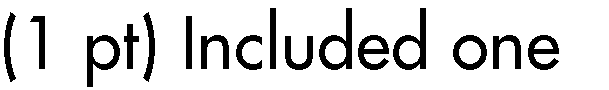 (1 pt) Included one